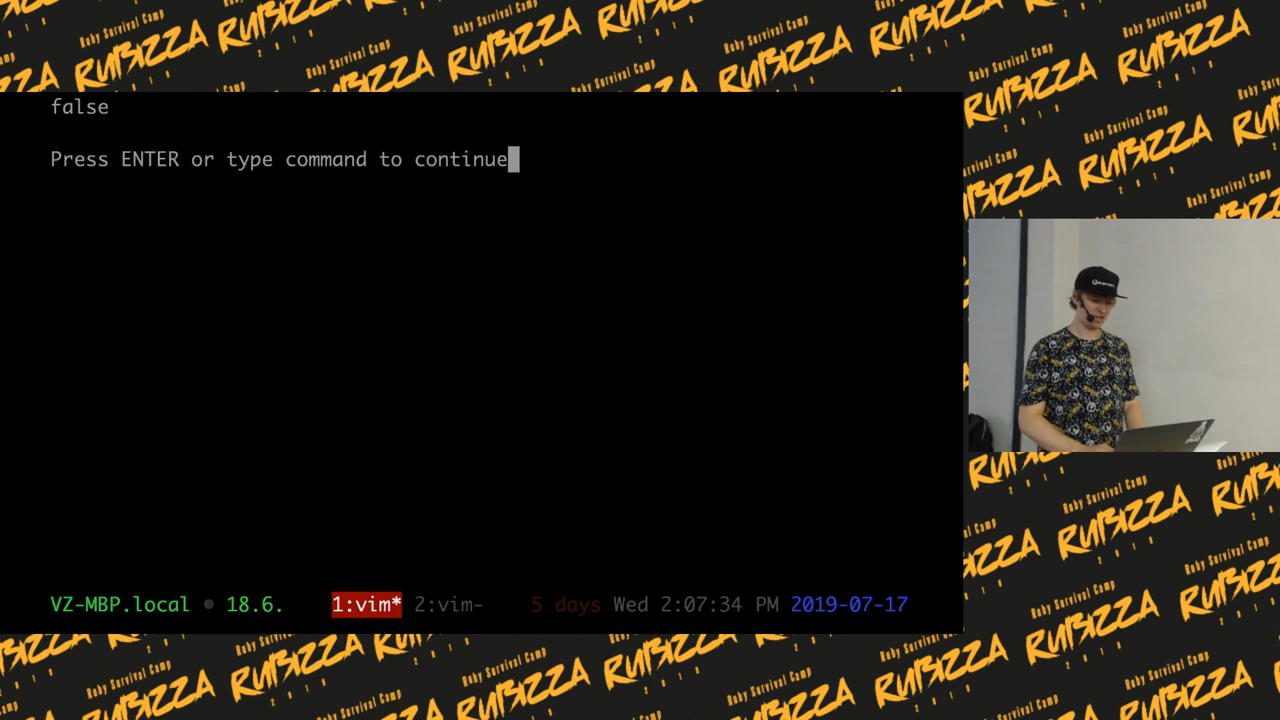 Ruby Survival Camp
RUBIZZA
2019
false
Press ENTER or type command to continue
VZ-MBP.local • 18.6. 1:vim* 2:vim- 5 days Wed 2:07:34 PM 2019-07-17